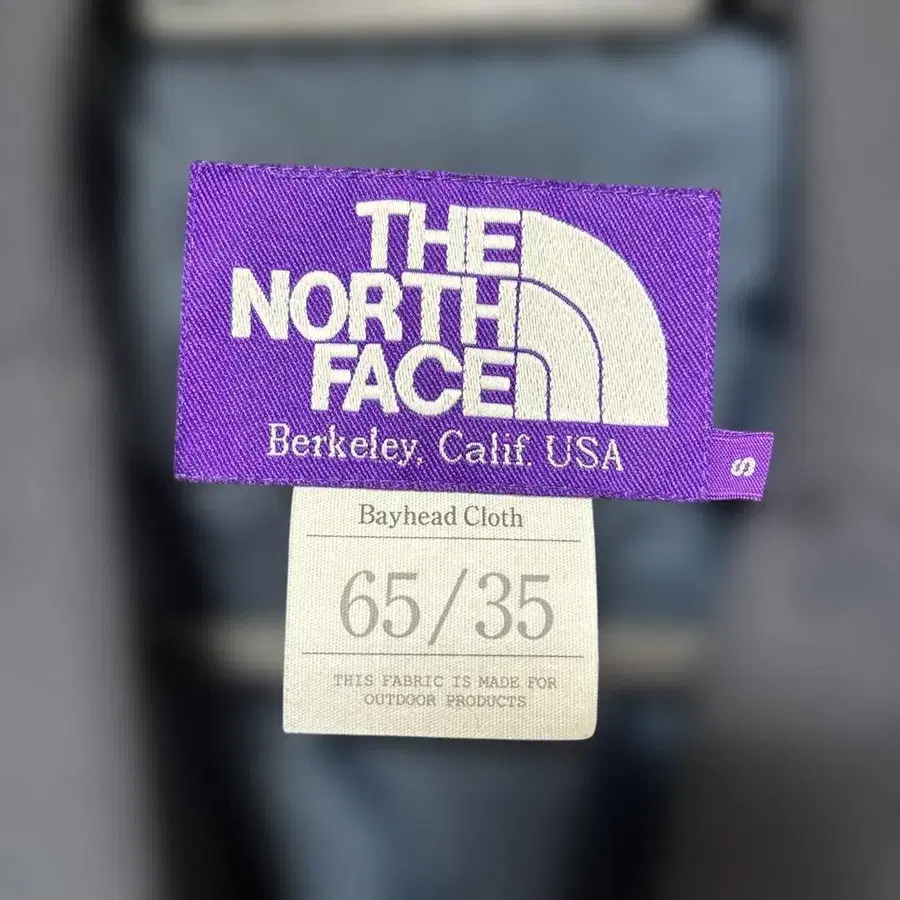 THE
NORTH
FACE
Berkeley, Calif. USA
S
Bayhead Cloth
65/35
THIS FABRIC IS MADE FOR
OUTDOOR PRODUCTS